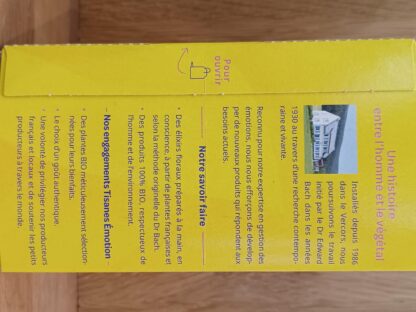 Pour
ouvrir
Une histoire
entre l'homme et le végétal
Installés depuis 1986
dans le Vercors, nous
poursuivons le travail
initié par le Dr Edward
Bach dans les années
1930 au travers d'une recherche contempo-
raine et vivante.
Reconnu pour notre expertise en gestion des
émotions, nous nous efforçons de dévelop-
per de nouveaux produits qui répondent aux
besoins actuels.
Notre savoir faire
• Des élixirs floraux préparés à la main, en
conscience, à partir de plantes françaises et
selon la méthode originelle du Dr Bach.
• Des produits 100% BIO, respectueux de
l'homme et de l'environnement.
– Nos engagements Tisanes Émotion –
• Des plantes BIO méticuleusement sélection-
nées pour leurs bienfaits.
• Le choix d'un goût authentique.
• Une volonté de privilégier nos producteurs
français et locaux et de soutenir les petits
producteurs à travers le monde.